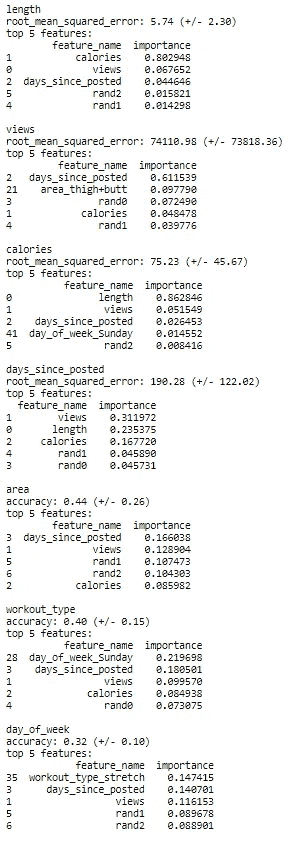 length
root_mean_squared_error: 5.74 (+/- 2.30)
top 5 features:
feature_name importance
1 calories 0.802948
0 views 0.067652
2 days_since_posted 0.044646
5 rand2 0.015821
4 rand1 0.014298
views
root_mean_squared_error: 74110.98 (+/- 73818.36)
top 5 features:
feature_name importance
2 days_since_posted 0.611539
21 area_thigh+butt 0.097790
3 rand0 0.072490
1 calories 0.048478
4 rand1 0.039776
calories
root_mean_squared_error: 75.23 (+/- 45.67)
top 5 features:
feature_name importance
0 length 0.862846
1 views 0.051549
2 days_since_posted 0.026453
41 day_of_week_Sunday 0.014552
5 rand2 0.008416
days_since_posted
root_mean_squared_error: 190.28 (+/- 122.02)
top 5 features:
feature_name importance
1 views 0.311972
0 length 0.235375
2 calories 0.167720
4 rand1 0.045890
3 rand0 0.045731
area
accuracy: 0.44 (+/- 0.26)
top 5 features:
feature_name importance
3 days_since_posted 0.166038
1 views 0.128904
5 rand1 0.107473
6 rand2 0.104303
2 calories 0.085982
workout_type
accuracy: 0.40 (+/- 0.15)
top 5 features:
feature_name importance
28 day_of_week_Sunday 0.219698
3 days_since_posted 0.180501
1 views 0.099570
2 calories 0.084938
4 rand0 0.073075
day_of_week
accuracy: 0.32 (+/- 0.10)
top 5 features:
feature_name importance
35 workout_type_stretch 0.147415
3 days_since_posted 0.140701
1 views 0.116153
5 rand1 0.089678
6 rand2 0.088901